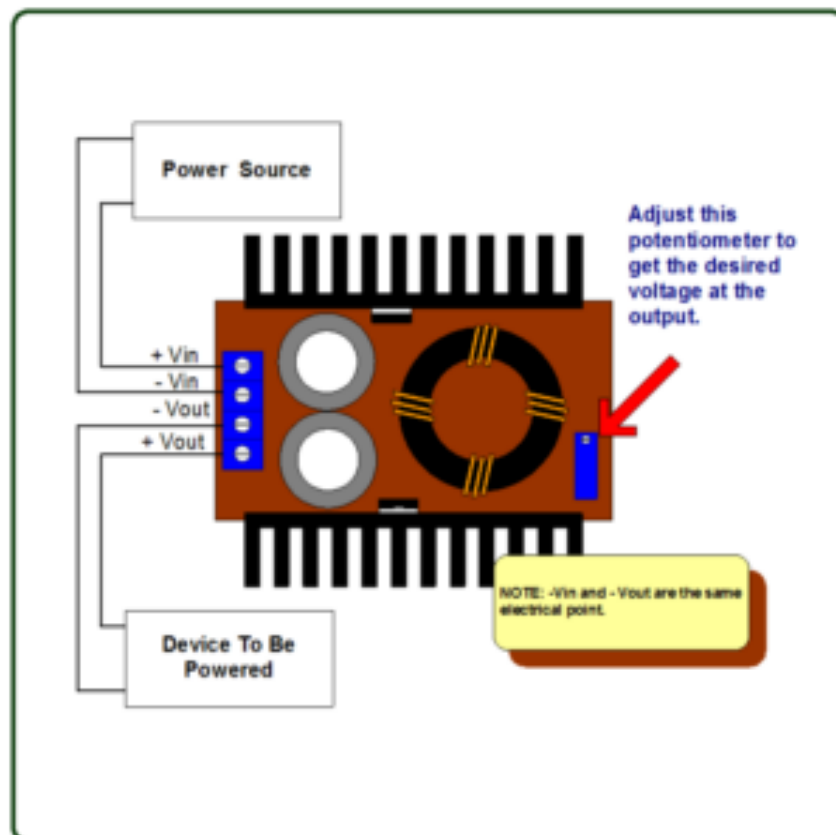 Power Source
Adjust this
potentiometer to
get the desired
voltage at the
output.
+ Vin
- Vin
- Vout
+ Vout
NOTE: -Vin and - Vout are the same
electrical point.
Device To Be
Powered